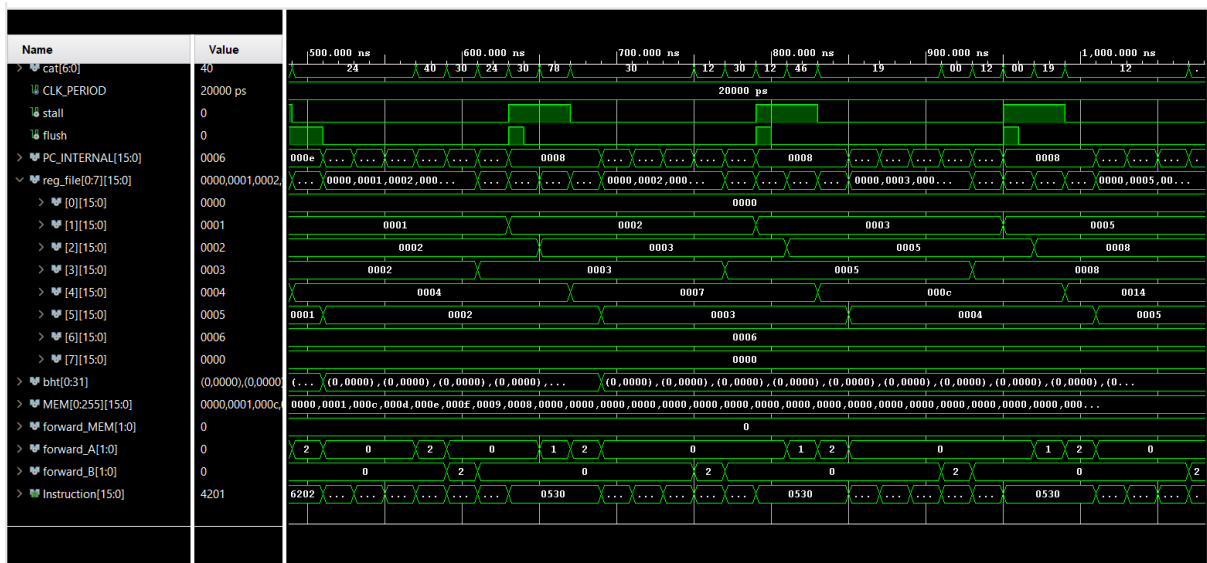 Name Value
500.000 ns 600.000 ns 700.000 ns 800.000 ns 900.000 ns 1,000.000 ns
cat[6:0] 40 24 40 30 24 30 78 30 12 30 12 46 19 00 12 00 19 12 ...
CLK_PERIOD 20000 ps 20000 ps
stall 0
flush 0
PC_INTERNAL[15:0] 0006 000e ... ... ... ... ... ... 0008 ... ... ... ... ... 0008 ... ... ... ... ... 0008 ... ... ... ...
reg_file[0:7][15:0] 0000,0001,0002, ... 0000,0001,0002,000... ... ... ... ... ... 0000,0002,000... ... ... ... ... ... 0000,0003,000... ... ... ... ... 0000,0005,00...
[0][15:0] 0000 0000
[1][15:0] 0001 0001 0002 0003 0005
[2][15:0] 0002 0002 0003 0005 0008
[3][15:0] 0003 0002 0003 0005 0008
[4][15:0] 0004 0004 0007 000c 0014
[5][15:0] 0005 0001 0002 0003 0004 0005
[6][15:0] 0006 0006
[7][15:0] 0000 0000
bht[0:31] (0,0000),(0,0000) (... (0,0000),(0,0000),(0,0000),(0,0000),... (0,0000),(0,0000),(0,0000),(0,0000),(0,0000),(0,0000),(0,0000),(0,0000),(0...
MEM[0:255][15:0] 0000,0001,000c, 0000,0001,000c,000d,000e,000f,0009,0008,0000,0000,0000,0000,0000,0000,0000,0000,0000,0000,0000,0000,0000,0000,0000,000...
forward_MEM[1:0] 0 0
forward_A[1:0] 0 2 0 2 0 1 2 0 1 2 0 1 2 0
forward_B[1:0] 0 0 2 0 2 0 2 0 2
Instruction[15:0] 4201 6202 ... ... ... ... ... ... 0530 ... ... ... ... ... 0530 ... ... ... ... ... 0530 ... ... ... ...